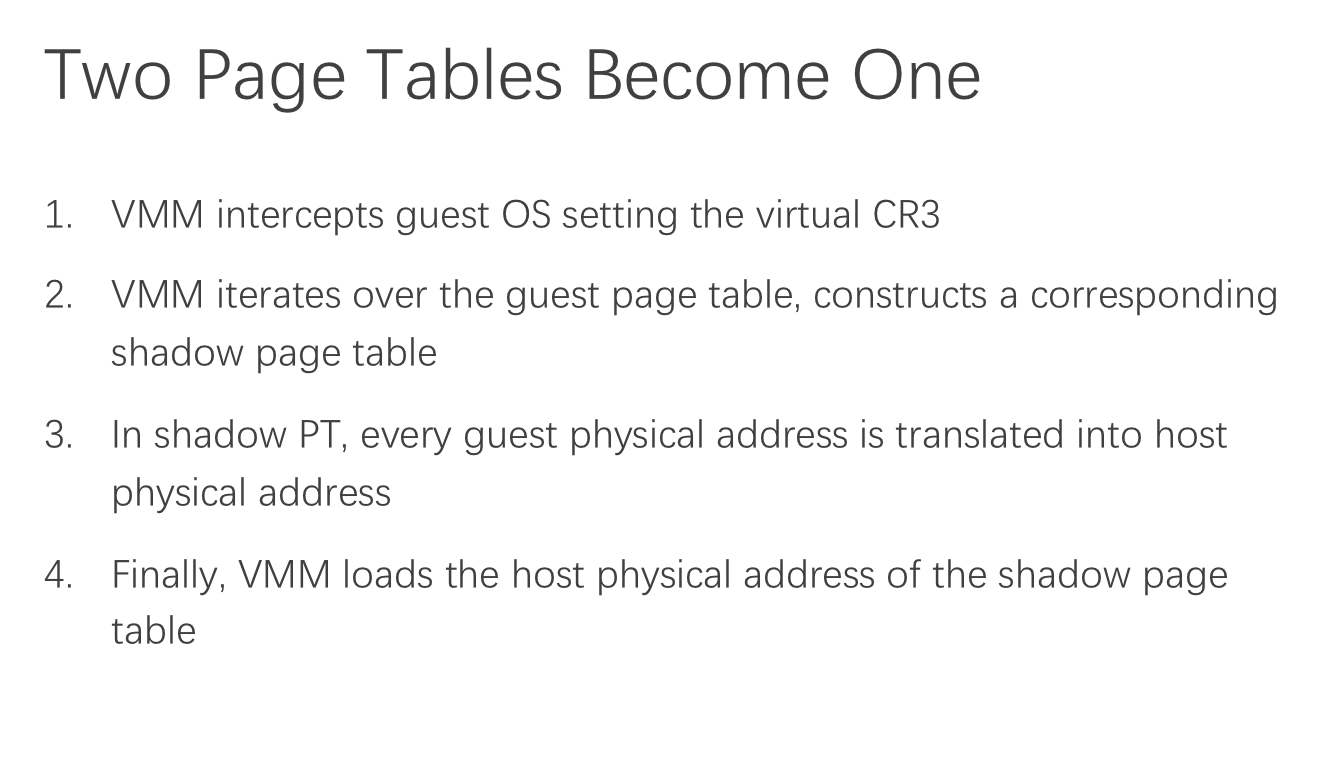 Two Page Tables Become One
1. VMM intercepts guest OS setting the virtual CR3
2. VMM iterates over the guest page table, constructs a corresponding
shadow page table
3. In shadow PT, every guest physical address is translated into host
physical address
4. Finally, VMM loads the host physical address of the shadow page
table